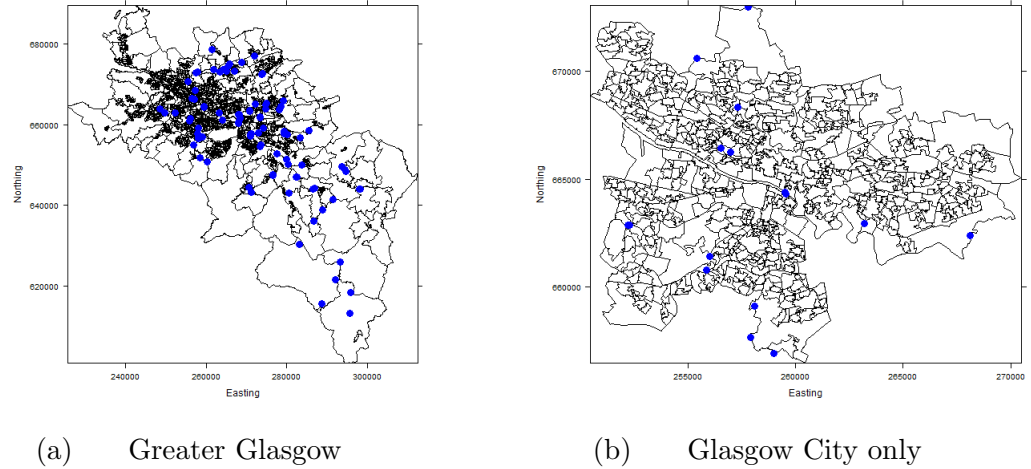 680000
660000
640000
620000
Northing
240000 260000 280000 300000
Easting
670000
665000
660000
Northing
255000 260000 265000 270000
Easting
(a) Greater Glasgow
(b) Glasgow City only